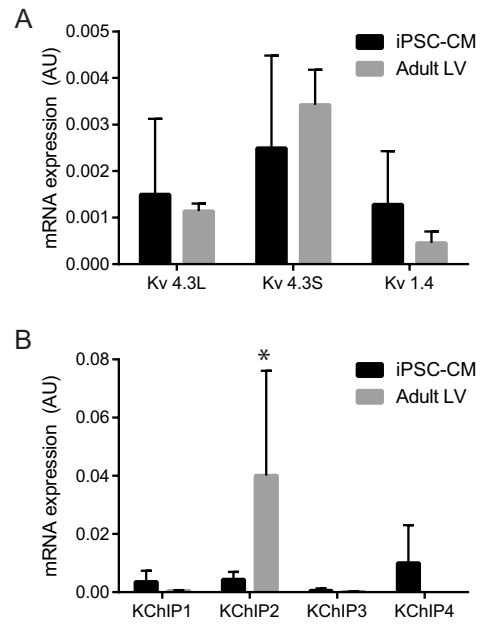 A
mRNA expression (AU)
0.005
0.004
0.003
0.002
0.001
0.000
iPSC-CM
Adult LV
Kv 4.3L Kv 4.3S Kv 1.4
B
mRNA expression (AU)
0.08
0.06
0.04
0.02
0.00
*
iPSC-CM
Adult LV
KChIP1 KChIP2 KChIP3 KChIP4